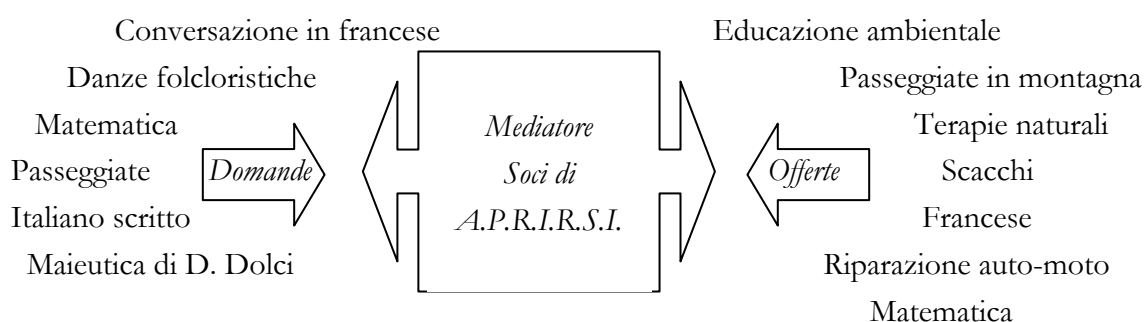 Conversazione in francese
Danze folcloristiche
Matematica
Passeggiate
Italiano scritto
Maieutica di D. Dolci
Domande
Mediatore
Soci di
A.P.R.I.R.S.I.
Offerte
Educazione ambientale
Passeggiate in montagna
Terapie naturali
Scacchi
Francese
Riparazione auto-moto
Matematica